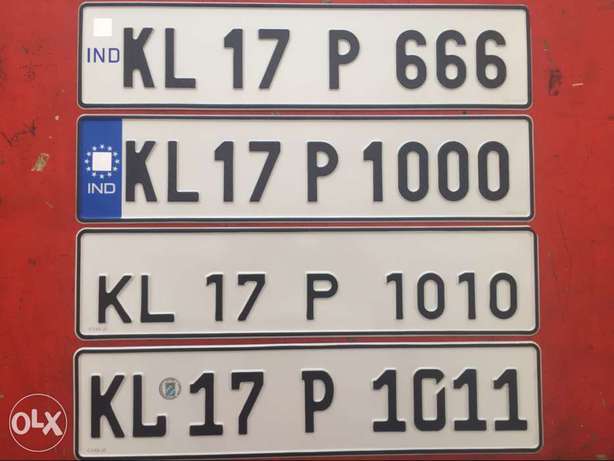 IND KL 17 P 666
IND KL 17 P 1000
KL 17 P 1010
KL 17 P 1011
OLX